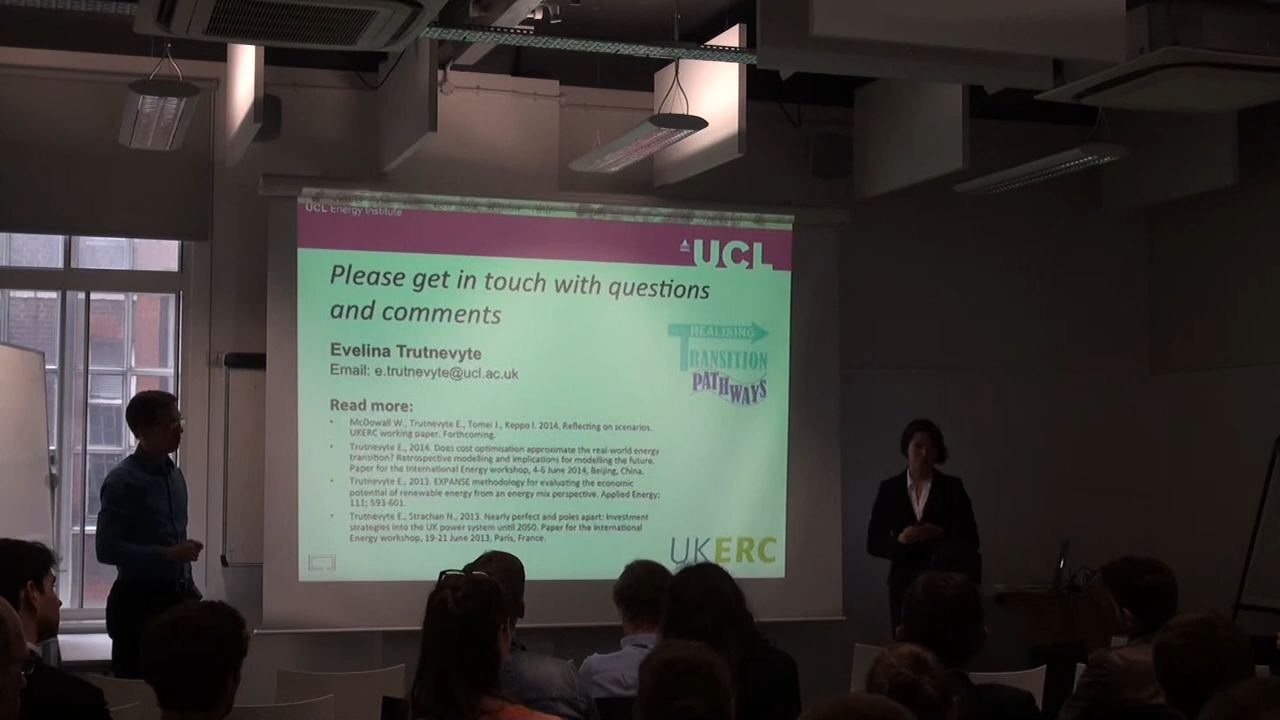 UCL Energy Institute
UCL
Please get in touch with questions
and comments
REALISING
TRANSITION
PATHWAYS
Evelina Trutnevyte
Email: e.trutnevyte@ucl.ac.uk
Read more:
• McDowall W., Trutnevyte E., Tomei J., Keppo I. 2014. Reflecting on scenarios.
UKERC working paper. Forthcoming.
• Trutnevyte E., 2014. Does cost optimisation approximate the real-world energy
transition? Retrospective modelling and implications for modelling the future.
Paper for the International Energy workshop, 4-6 June 2014, Beijing, China.
• Trutnevyte E., 2013. EXPANSE methodology for evaluating the economic
potential of renewable energy from an energy mix perspective. Applied Energy:
111; 593-601.
• Trutnevyte E., Strachan N., 2013. Nearly perfect and poles apart: Investment
strategies into the UK power system until 2050. Paper for the International
Energy workshop, 19-21 June 2013, Paris, France.
UKERC